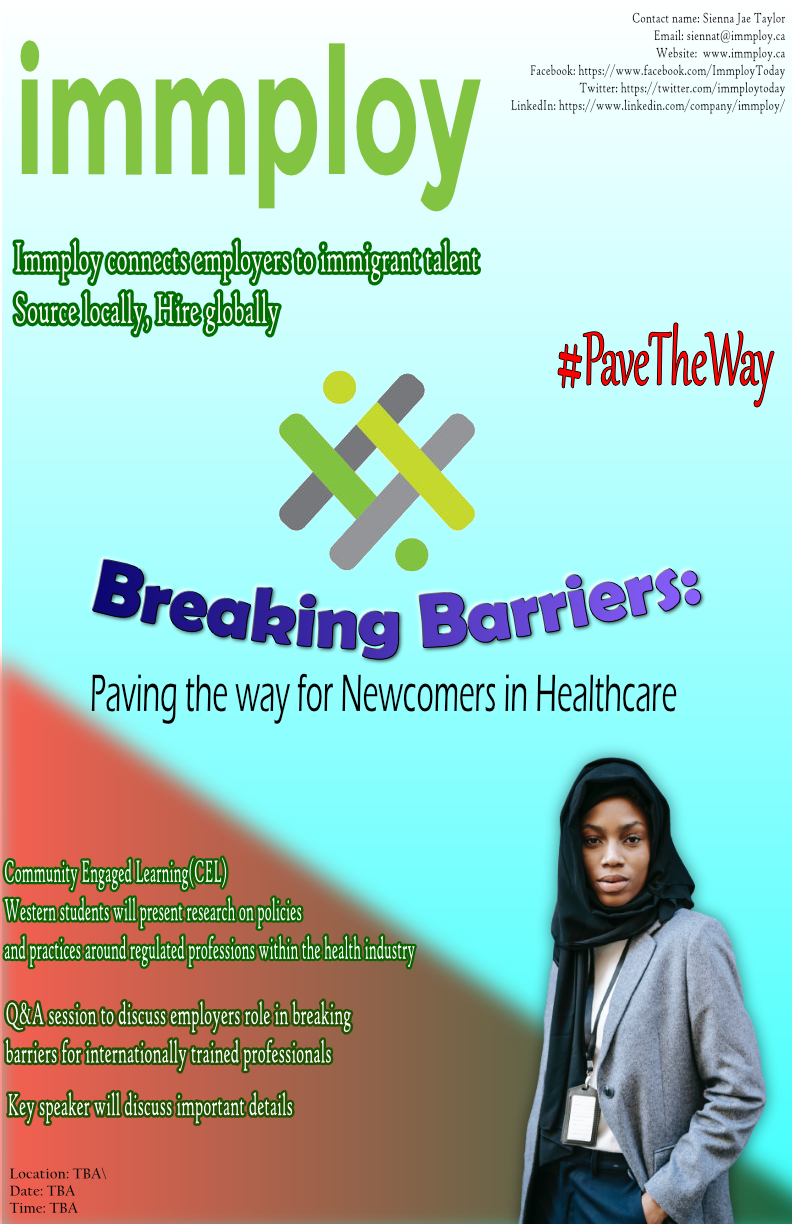 Contact name: Sienna Jae Taylor
Email: siennat@immploy.ca
Website:  www.immploy.ca
Facebook: https://www.facebook.com/ImmployToday
Twitter: https://twitter.com/immploytoday
LinkedIn: https://www.linkedin.com/company/immploy/
immploy
Immploy connects employers to immigrant talent
Source locally, Hire globally
#PaveTheWay
Breaking Barriers:
Paving the way for Newcomers in Healthcare
Community Engaged Learning(CEL)
Western students will present research on policies
and practices around regulated professions within the health industry
Q&A session to discuss employers role in breaking
barriers for internationally trained professionals
Key speaker will discuss important details
Location: TBA\
Date: TBA
Time: TBA